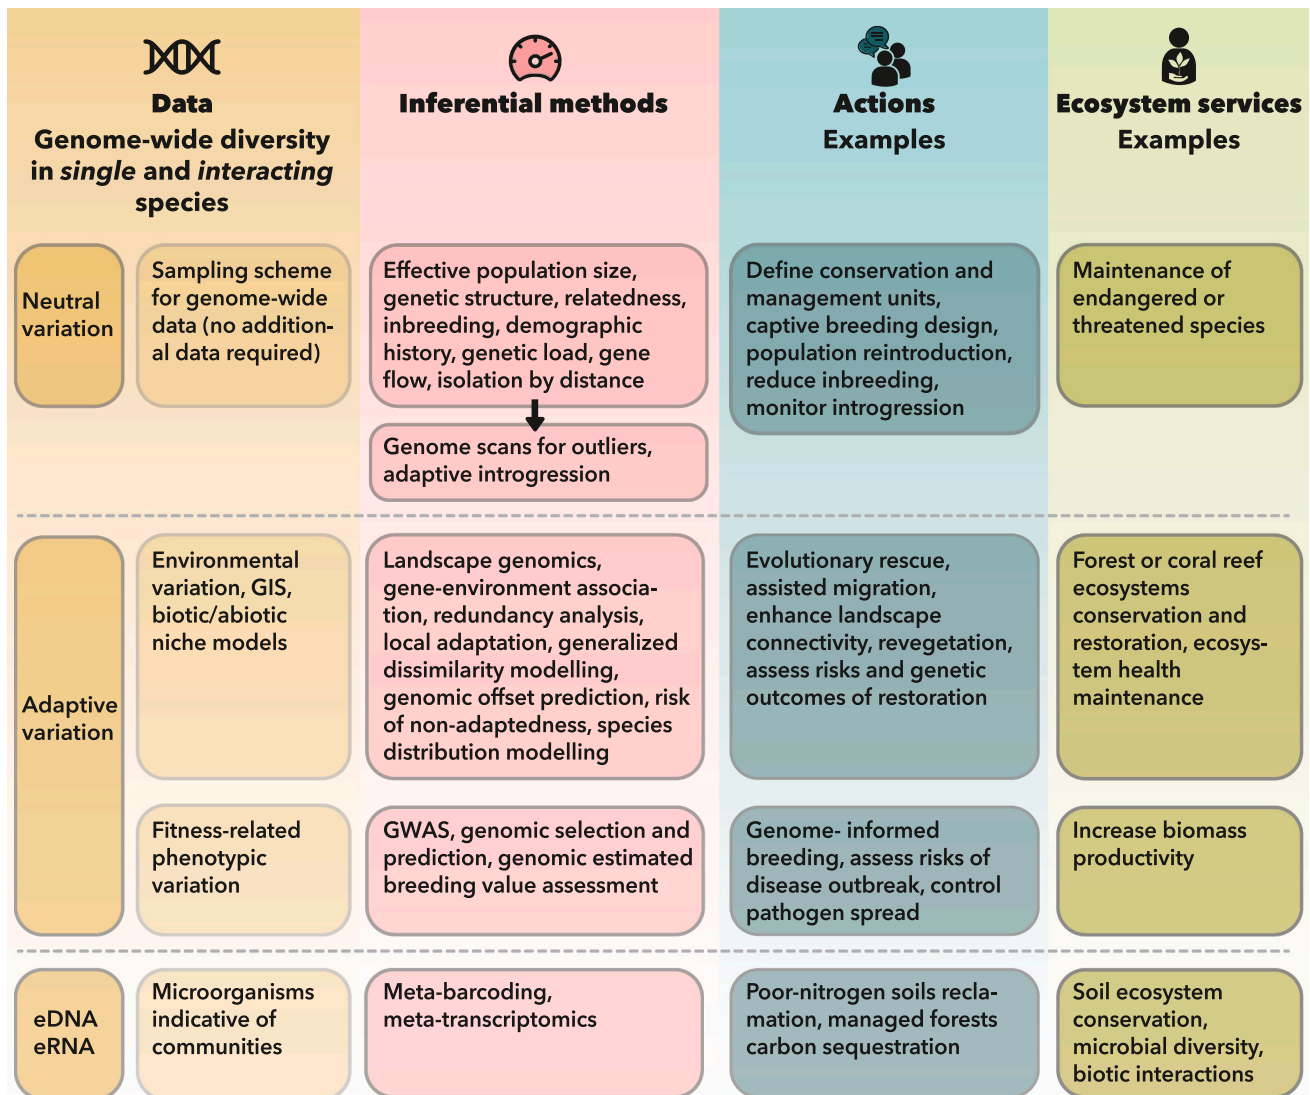 Data
Genome-wide diversity
in single and interacting
species
Inferential methods
Actions
Examples
Ecosystem services
Examples
Neutral
variation
Sampling scheme
for genome-wide
data (no addition-
al data required)
Effective population size,
genetic structure, relatedness,
inbreeding, demographic
history, genetic load, gene
flow, isolation by distance
Genome scans for outliers,
adaptive introgression
Define conservation and
management units,
captive breeding design,
population reintroduction,
reduce inbreeding,
monitor introgression
Maintenance of
endangered or
threatened species
Adaptive
variation
Environmental
variation, GIS,
biotic/abiotic
niche models
Landscape genomics,
gene-environment associa-
tion, redundancy analysis,
local adaptation, generalized
dissimilarity modelling,
genomic offset prediction, risk
of non-adaptedness, species
distribution modelling
Evolutionary rescue,
assisted migration,
enhance landscape
connectivity, revegetation,
assess risks and genetic
outcomes of restoration
Forest or coral reef
ecosystems
conservation and
restoration, ecosys-
tem health
maintenance
Fitness-related
phenotypic
variation
GWAS, genomic selection and
prediction, genomic estimated
breeding value assessment
Genome- informed
breeding, assess risks of
disease outbreak, control
pathogen spread
Increase biomass
productivity
eDNA
eRNA
Microorganisms
indicative of
communities
Meta-barcoding,
meta-transcriptomics
Poor-nitrogen soils recla-
mation, managed forests
carbon sequestration
Soil ecosystem
conservation,
microbial diversity,
biotic interactions